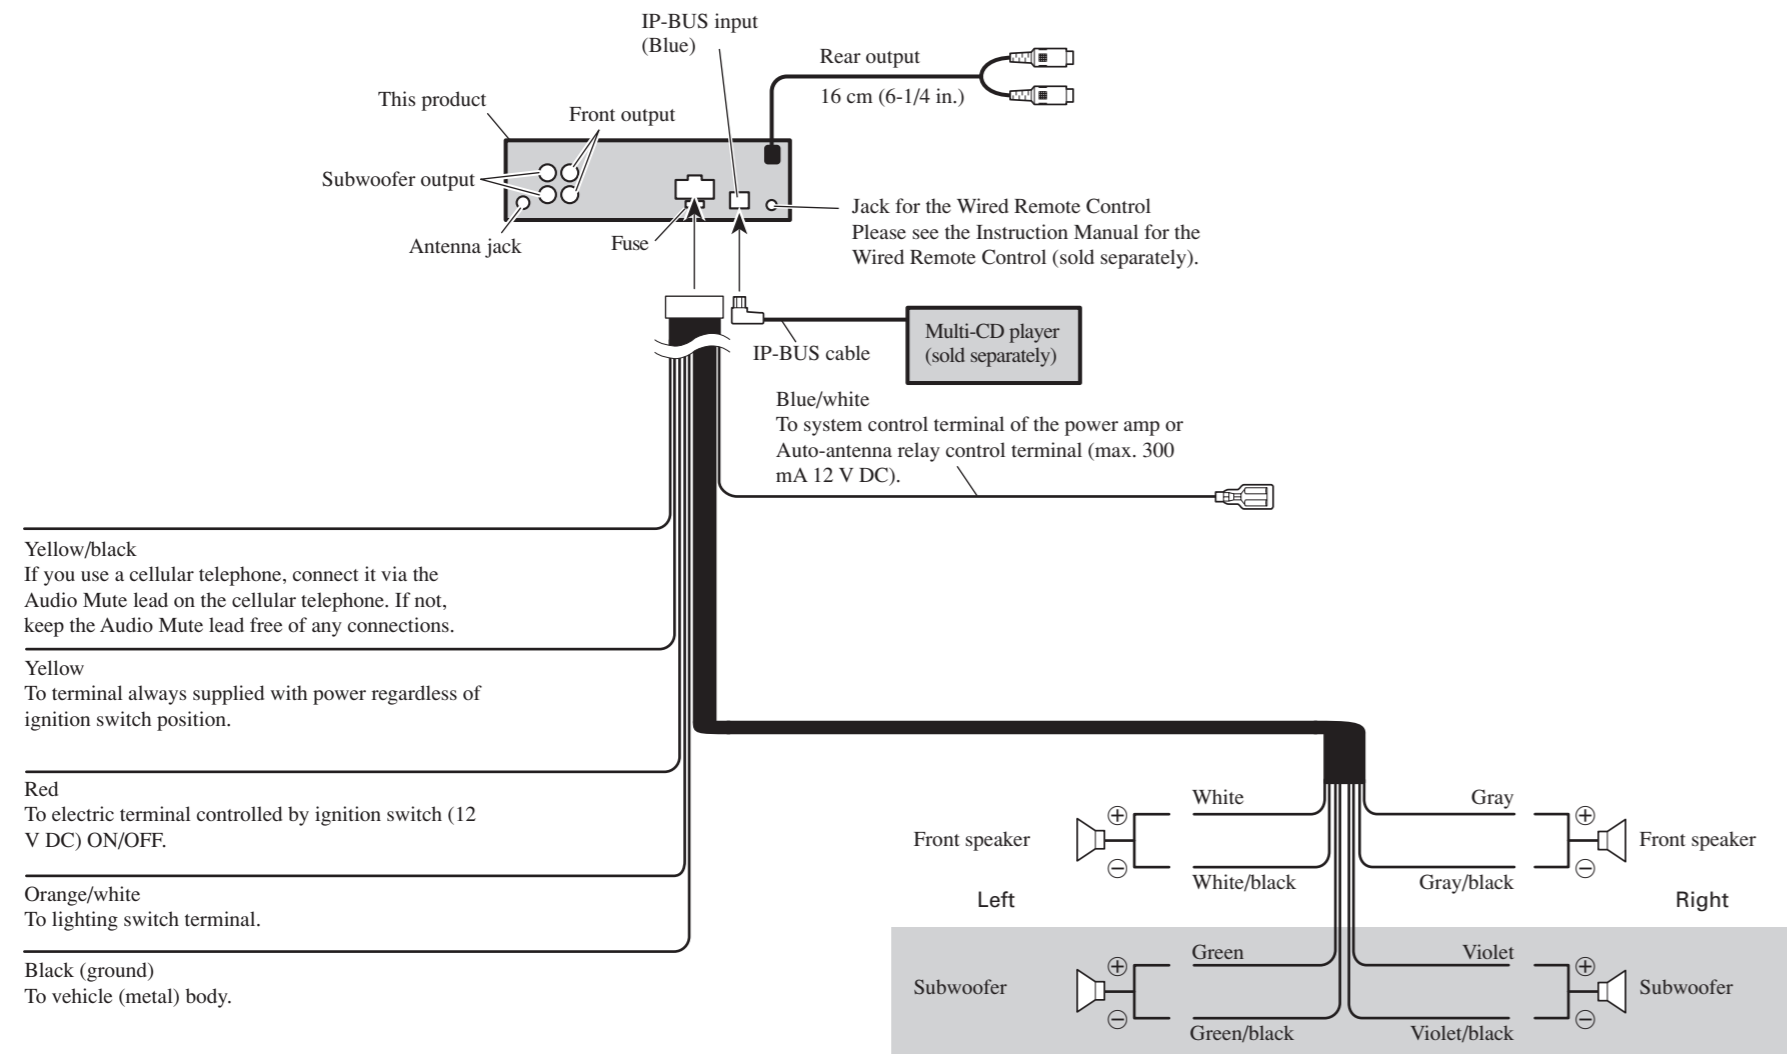 IP-BUS input
(Blue)
Rear output
16 cm (6-1/4 in.)
This product
Front output
Subwoofer output
Antenna jack
Fuse
Jack for the Wired Remote Control
Please see the Instruction Manual for the
Wired Remote Control (sold separately).
IP-BUS cable
Multi-CD player
(sold separately)
Blue/white
To system control terminal of the power amp or
Auto-antenna relay control terminal (max. 300
mA 12 V DC).
Yellow/black
If you use a cellular telephone, connect it via the
Audio Mute lead on the cellular telephone. If not,
keep the Audio Mute lead free of any connections.
Yellow
To terminal always supplied with power regardless of
ignition switch position.
Red
To electric terminal controlled by ignition switch (12
V DC) ON/OFF.
Orange/white
To lighting switch terminal.
Black (ground)
To vehicle (metal) body.
White
Gray
+
+
Front speaker
Front speaker
−
−
White/black
Gray/black
Left
Right
Green
Violet
+
+
Subwoofer
Subwoofer
−
−
Green/black
Violet/black